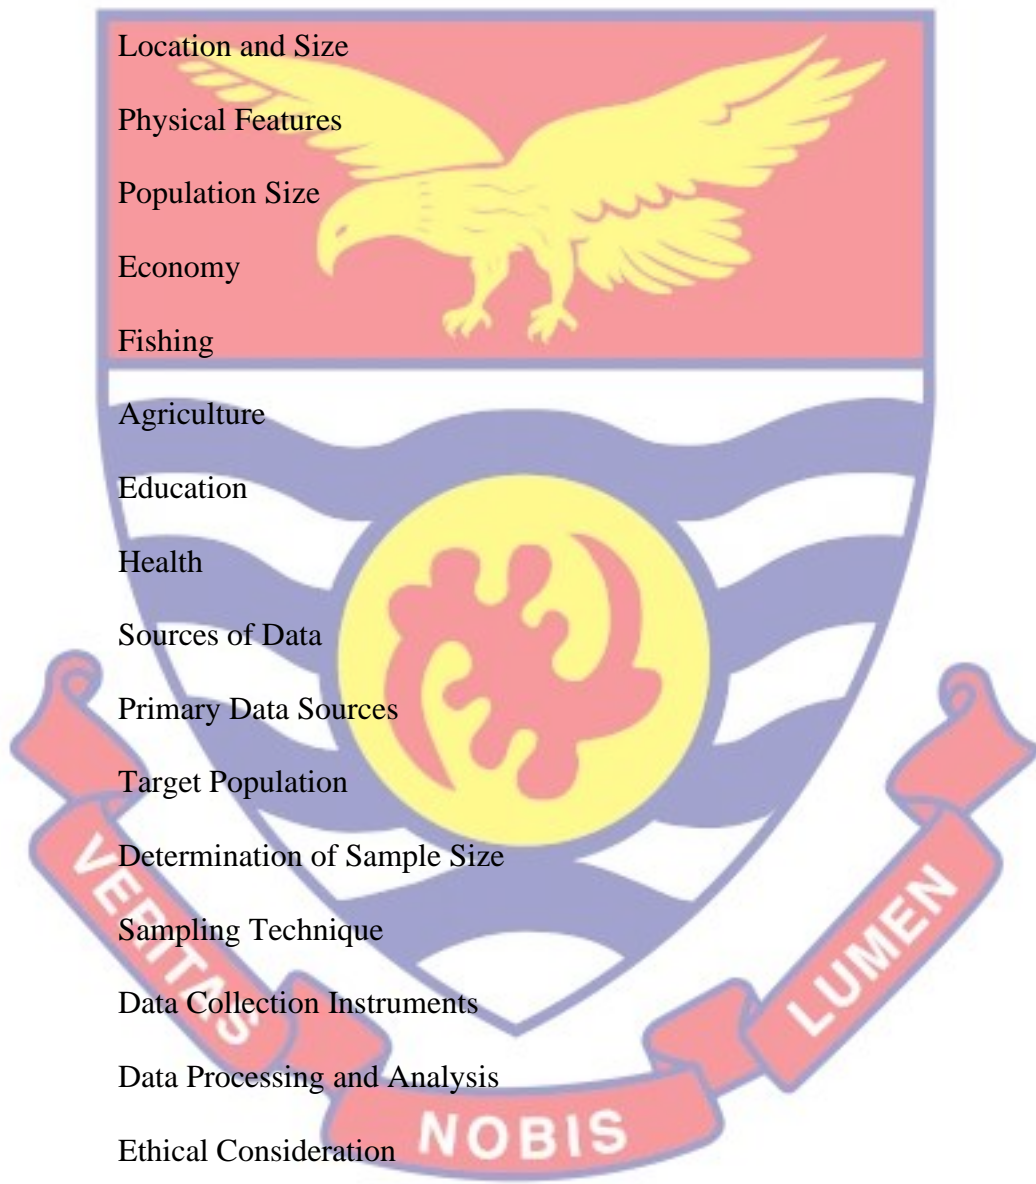 Location and Size
Physical Features
Population Size
Economy
Fishing
Agriculture
Education
Health
Sources of Data
Primary Data Sources
Target Population
Determination of Sample Size
Sampling Technique
Data Collection Instruments
Data Processing and Analysis
Ethical Consideration
VERITAS
NOBIS
LUMEN